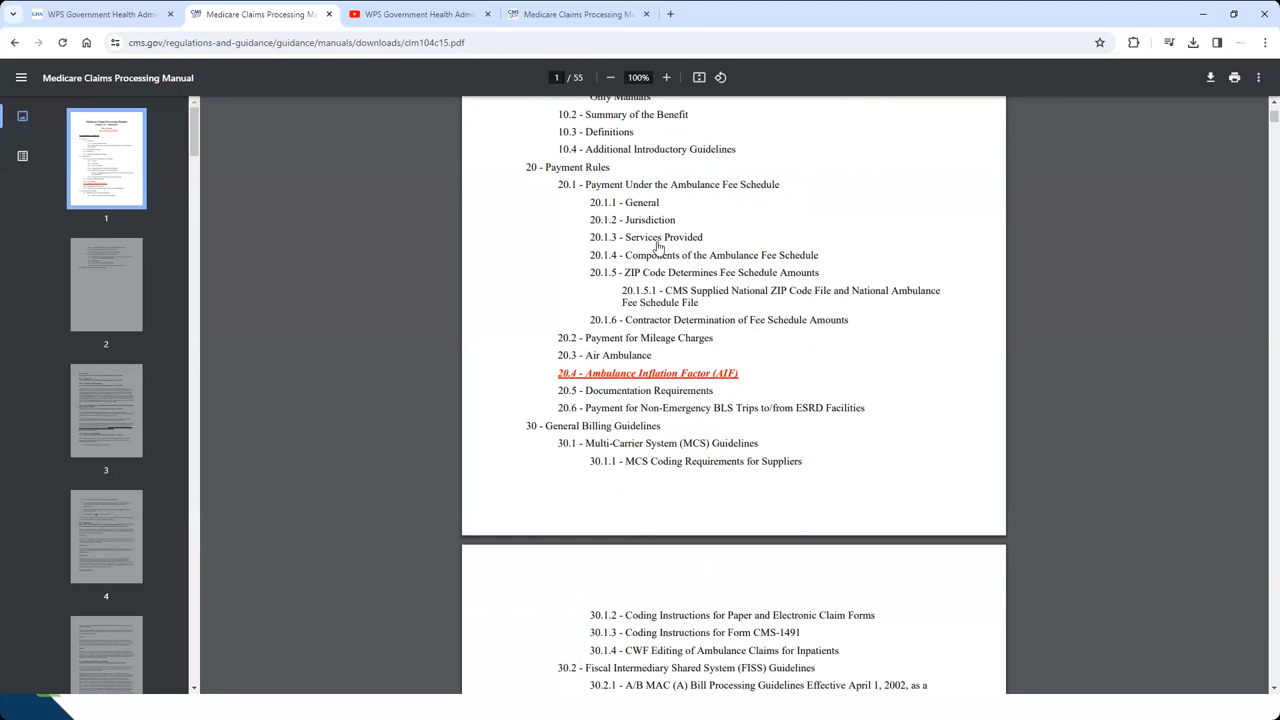 WPS Government Health Admi
Medicare Claims Processing Ma
WPS Government Health Admi
Medicare Claims Processing Ma
cms.gov/regulations-and-guidance/guidance/manuals/downloads/clm104c15.pdf
Medicare Claims Processing Manual
1 / 55
100%
Only Manuals
10.2 - Summary of the Benefit
10.3 - Definitions
10.4 - Additional Introductory Guidelines
- Payment Rules
20.1 - Payment Under the Ambulance Fee Schedule
20.1.1 - General
20.1.2 - Jurisdiction
20.1.3 - Services Provided
20.1.4 - Components of the Ambulance Fee Schedule
20.1.5 - ZIP Code Determines Fee Schedule Amounts
20.1.5.1 - CMS Supplied National ZIP Code File and National Ambulance
Fee Schedule File
20.1.6 - Contractor Determination of Fee Schedule Amounts
20.2 - Payment for Mileage Charges
20.3 - Air Ambulance
20.4 - Ambulance Inflation Factor (AIF)
20.5 - Documentation Requirements
20.6 - Payment for Non-Emergency BLS Trips to/from ESRD Facilities
30 - General Billing Guidelines
30.1 - Multi-Carrier System (MCS) Guidelines
30.1.1 - MCS Coding Requirements for Suppliers
30.1.2 - Coding Instructions for Paper and Electronic Claim Forms
30.1.3 - Coding Instructions for Form CMS-1491
30.1.4 - CWF Editing of Ambulance Claims for Inpatients
30.2 - Fiscal Intermediary Shared System (FISS) Guidelines
30.2.1 - A/B MAC (A) Bill Processing Guidelines Effective April 1, 2002, as a
1
2
3
4